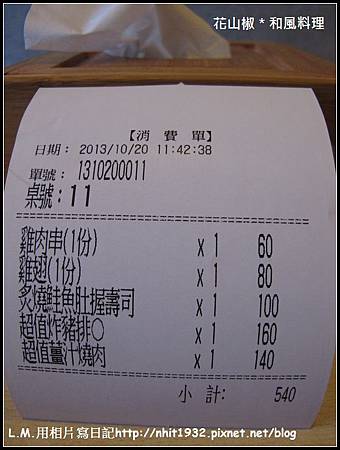 花山椒 * 和風料理
【消 費 單】
日期： 2013/10/20 11:42:38
單號： 1310200011
桌號：11
雞肉串(1份) x 1 60
雞翅(1份) x 1 80
炙燒鮭魚肚握壽司 x 1 100
超值炸豬排○ x 1 160
超值薑汁燒肉 x 1 140
小 計: 540
L.M.用相片寫日記http://nhit1932.pixnet.net/blog